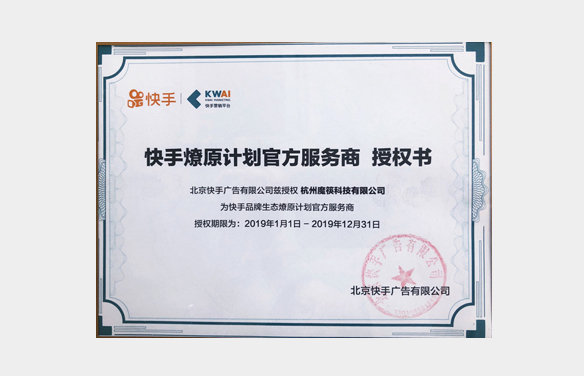 快手
KWAI
KWAI MARKETING
快手营销平台
快手燎原计划官方服务商 授权书
北京快手广告有限公司兹授权 杭州魔筷科技有限公司
为快手品牌生态燎原计划官方服务商
授权期限为：2019年1月1日－2019年12月31日
北京快手广告有限公司
北京快手广告有限公司